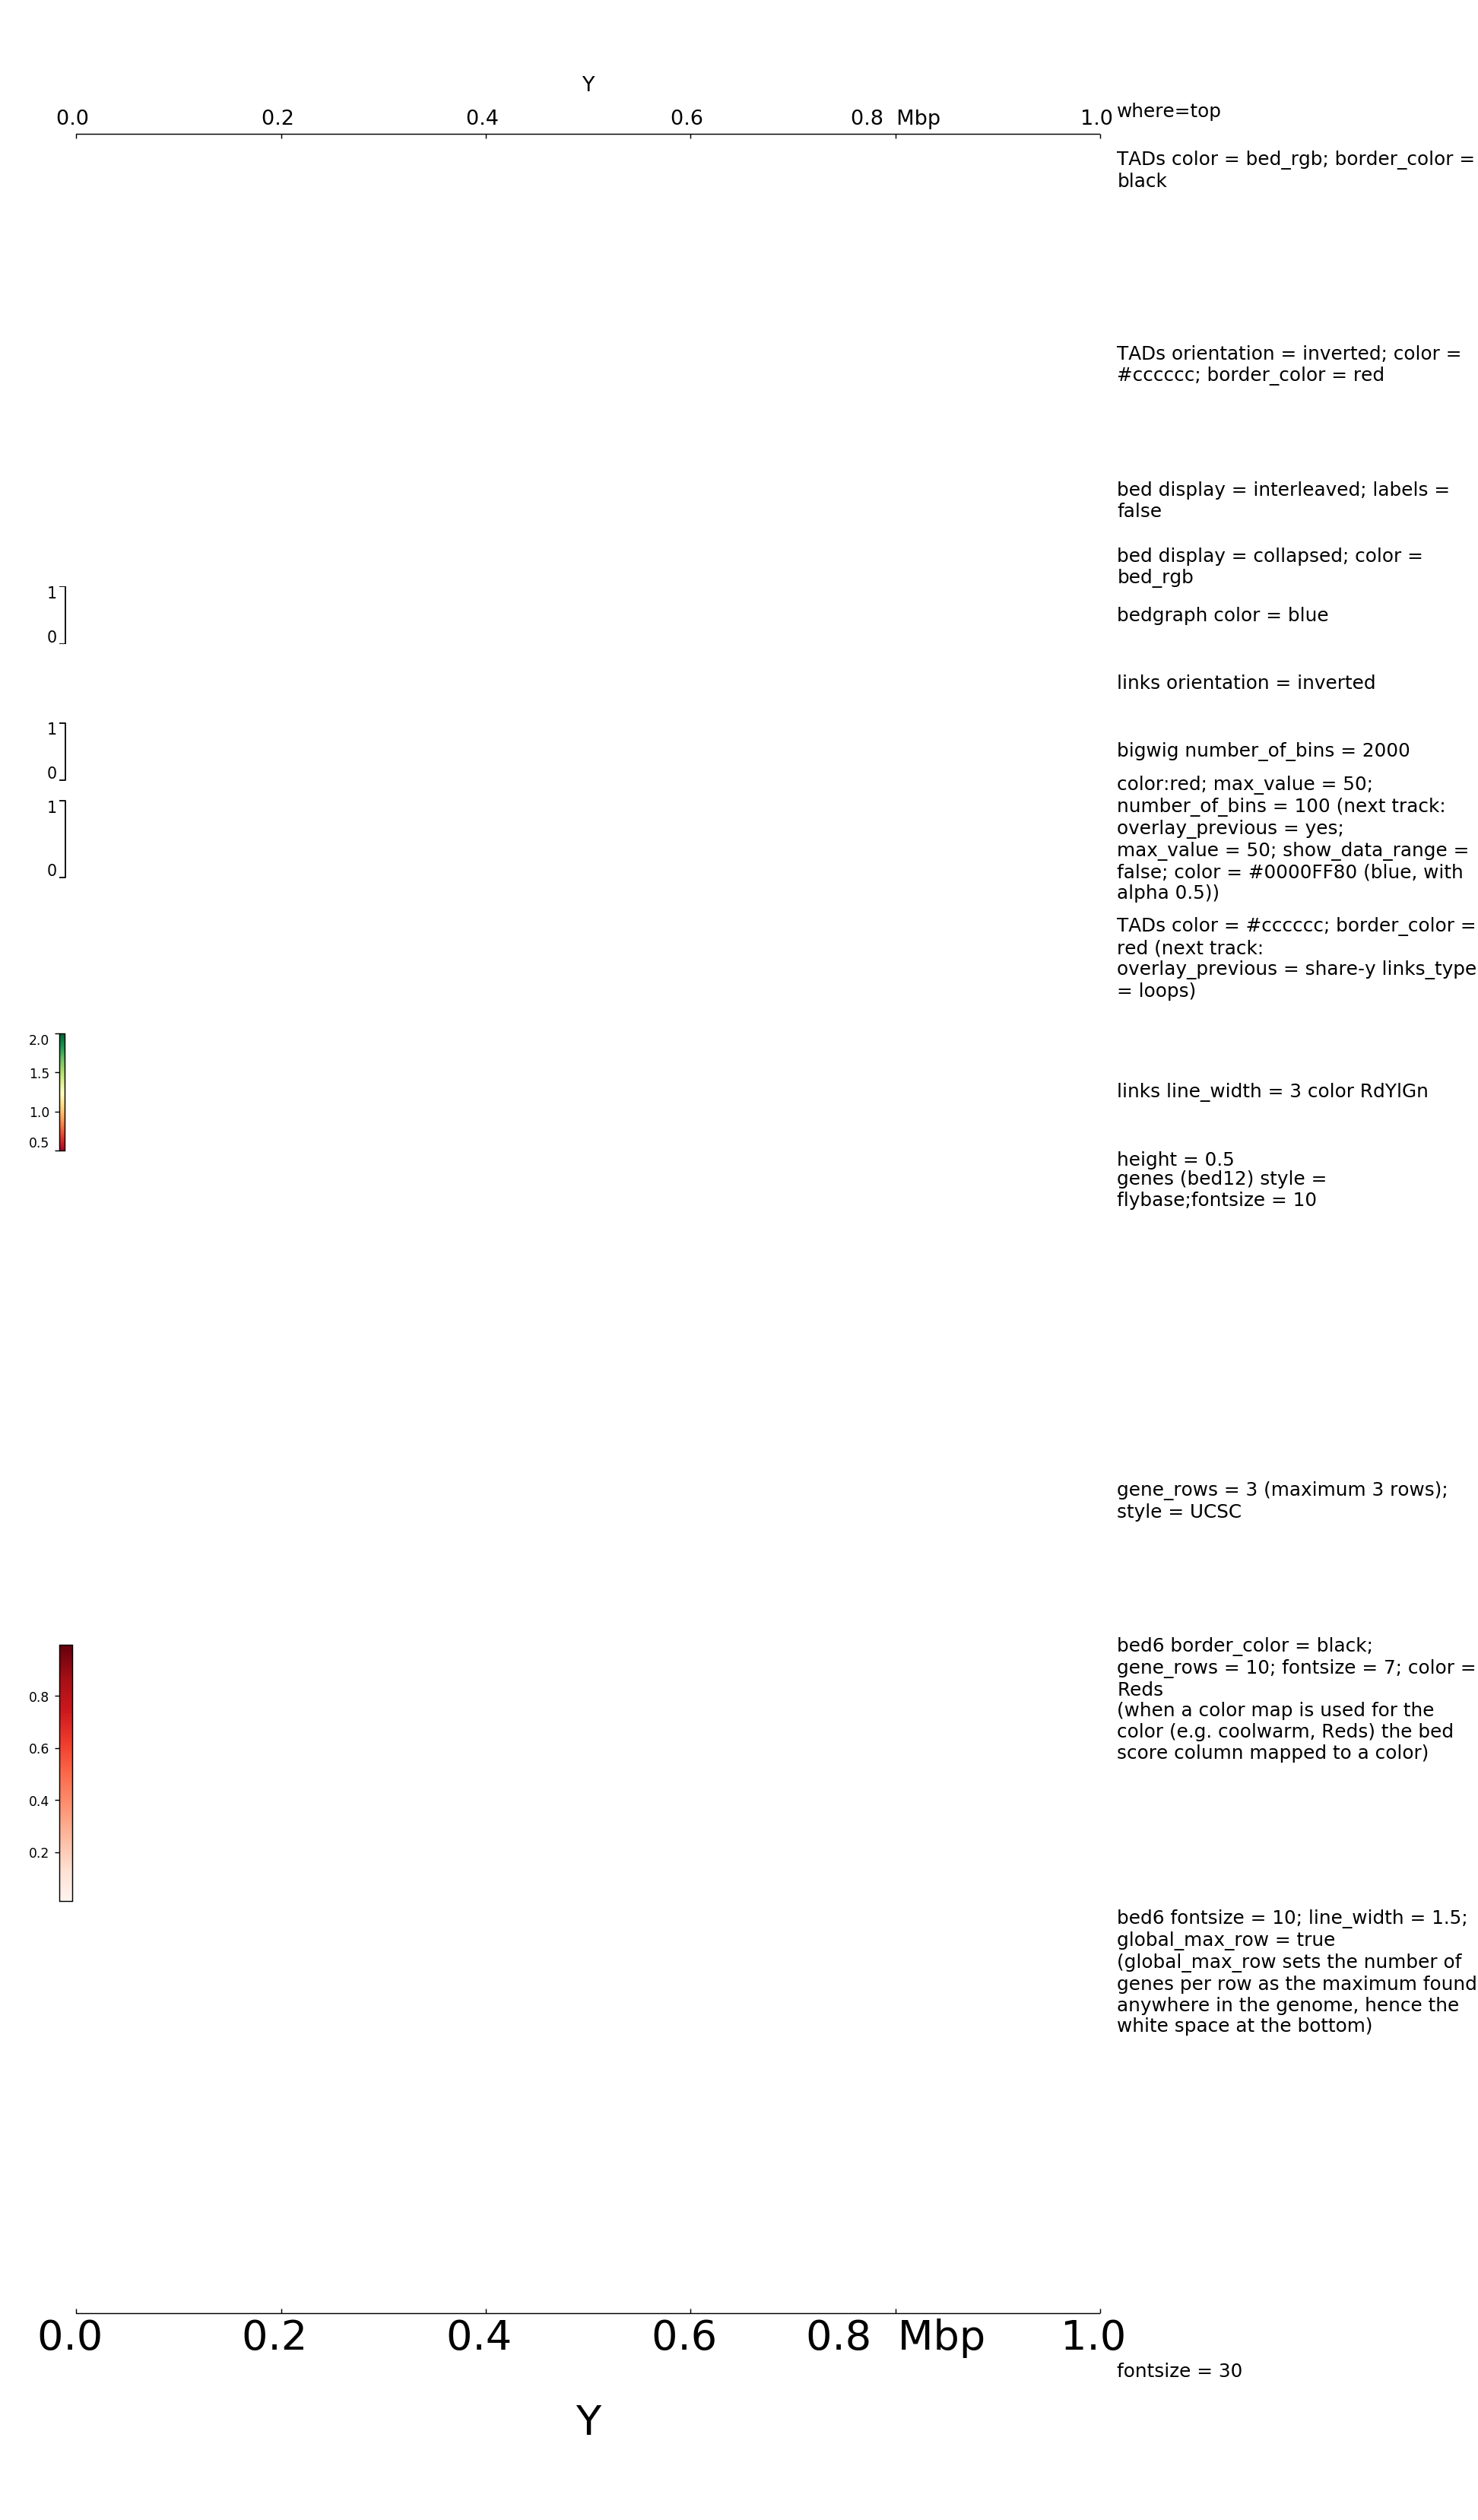 Y
0.0 0.2 0.4 0.6 0.8 Mbp 1.0
where=top
TADs color = bed_rgb; border_color =
black
TADs orientation = inverted; color =
#cccccc; border_color = red
bed display = interleaved; labels =
false
bed display = collapsed; color =
bed_rgb
1
0
bedgraph color = blue
links orientation = inverted
1
0
bigwig number_of_bins = 2000
1
0
color:red; max_value = 50;
number_of_bins = 100 (next track:
overlay_previous = yes;
max_value = 50; show_data_range =
false; color = #0000FF80 (blue, with
alpha 0.5))
TADs color = #cccccc; border_color =
red (next track:
overlay_previous = share-y links_type
= loops)
2.0
1.5
1.0
0.5
links line_width = 3 color RdYlGn
height = 0.5
genes (bed12) style =
flybase;fontsize = 10
gene_rows = 3 (maximum 3 rows);
style = UCSC
0.8
0.6
0.4
0.2
bed6 border_color = black;
gene_rows = 10; fontsize = 7; color =
Reds
(when a color map is used for the
color (e.g. coolwarm, Reds) the bed
score column mapped to a color)
bed6 fontsize = 10; line_width = 1.5;
global_max_row = true
(global_max_row sets the number of
genes per row as the maximum found
anywhere in the genome, hence the
white space at the bottom)
0.0 0.2 0.4 0.6 0.8 Mbp 1.0
fontsize = 30
Y